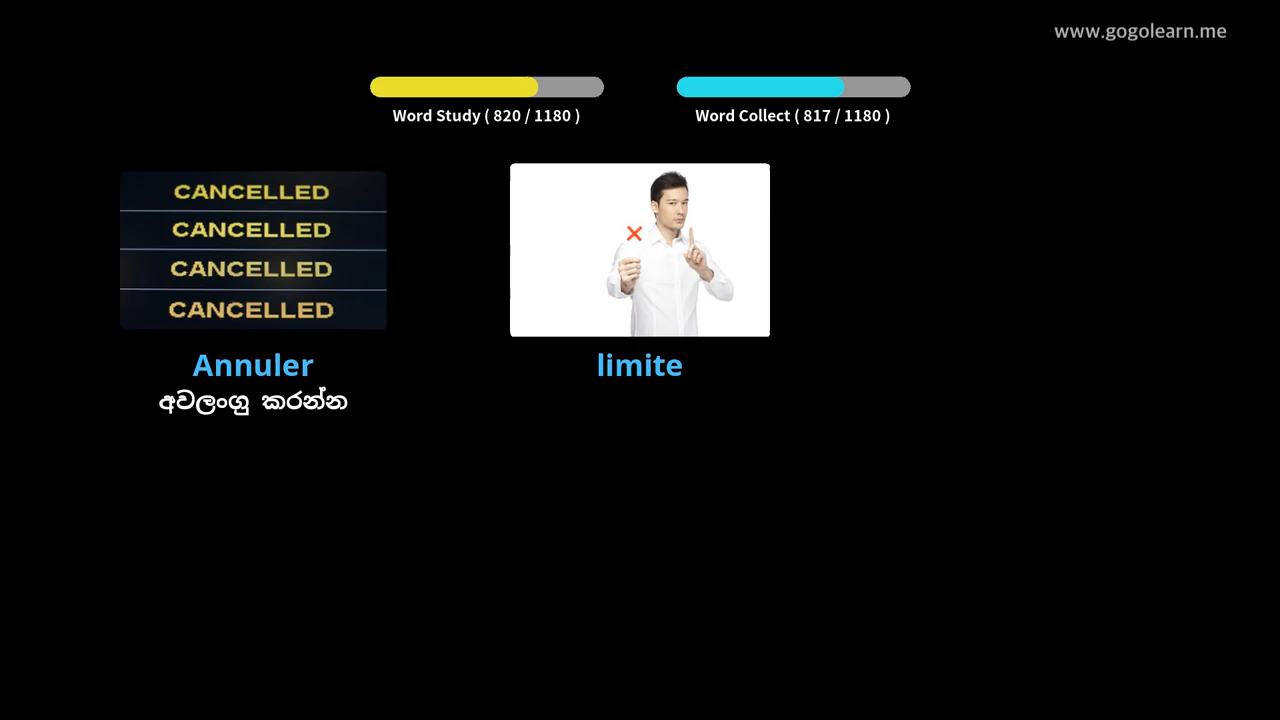 www.gogolearn.me
Word Study ( 820 / 1180 )
Word Collect ( 817 / 1180 )
CANCELLED
CANCELLED
CANCELLED
CANCELLED
Annuler
අවලංගු කරන්න
limite